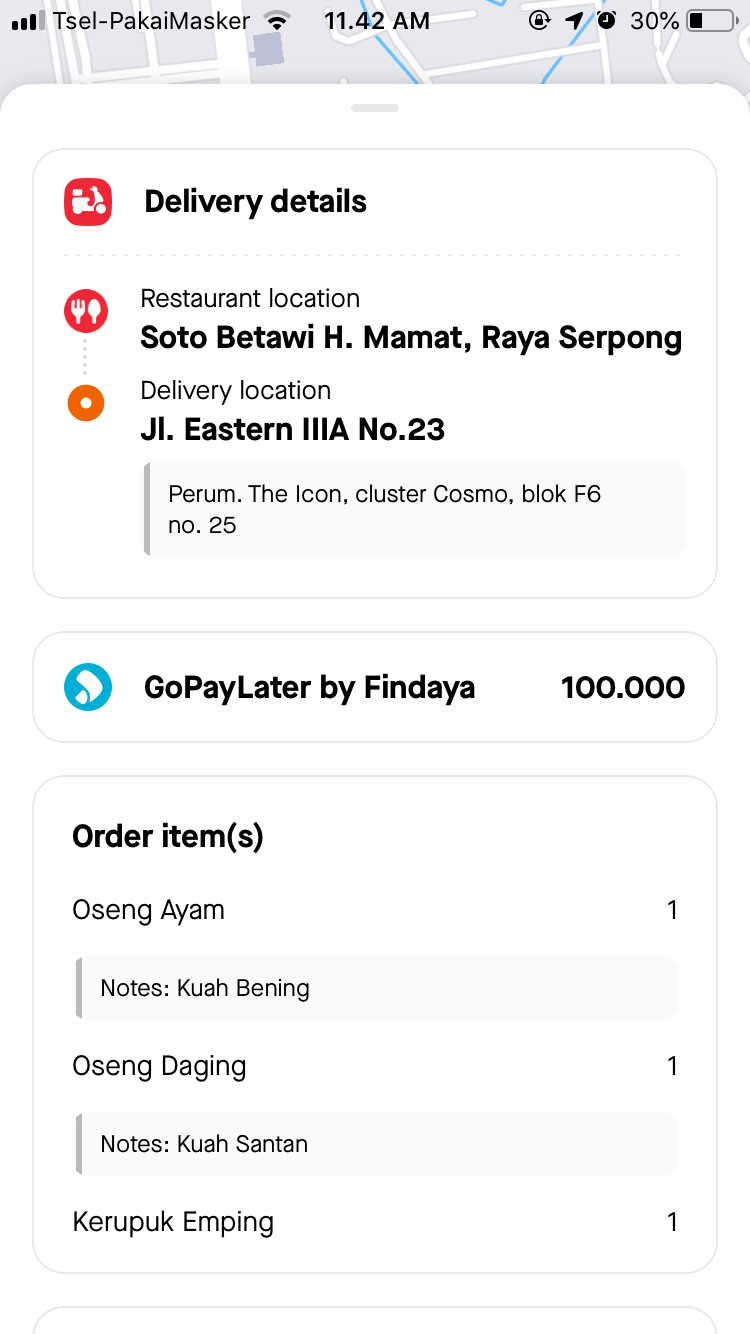 Tsel-PakaiMasker 11.42 AM 30%
Delivery details
Restaurant location
Soto Betawi H. Mamat, Raya Serpong
Delivery location
Jl. Eastern IIIA No.23
Perum. The Icon, cluster Cosmo, blok F6
no. 25
GoPayLater by Findaya 100.000
Order item(s)
Oseng Ayam 1
Notes: Kuah Bening
Oseng Daging 1
Notes: Kuah Santan
Kerupuk Emping 1